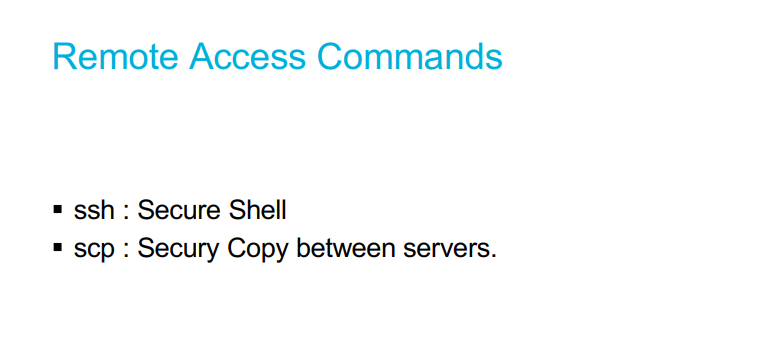 Remote Access Commands
▪ ssh : Secure Shell
▪ scp : Secury Copy between servers.